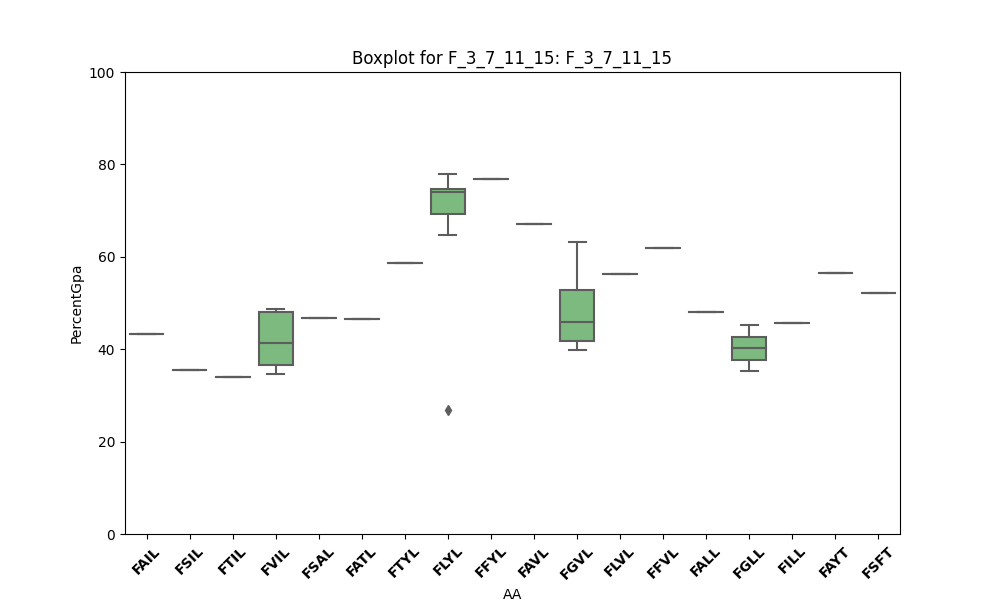 Boxplot for F_3_7_11_15: F_3_7_11_15
100
80
60
40
20
0
PercentGpa
FAIL FSIL FTIL FVIL FSAL FATL FTYL FLYL FFYL FAVL FGVL FLVL FFVL FALL FGLL FILL FAYT FSFT
AA